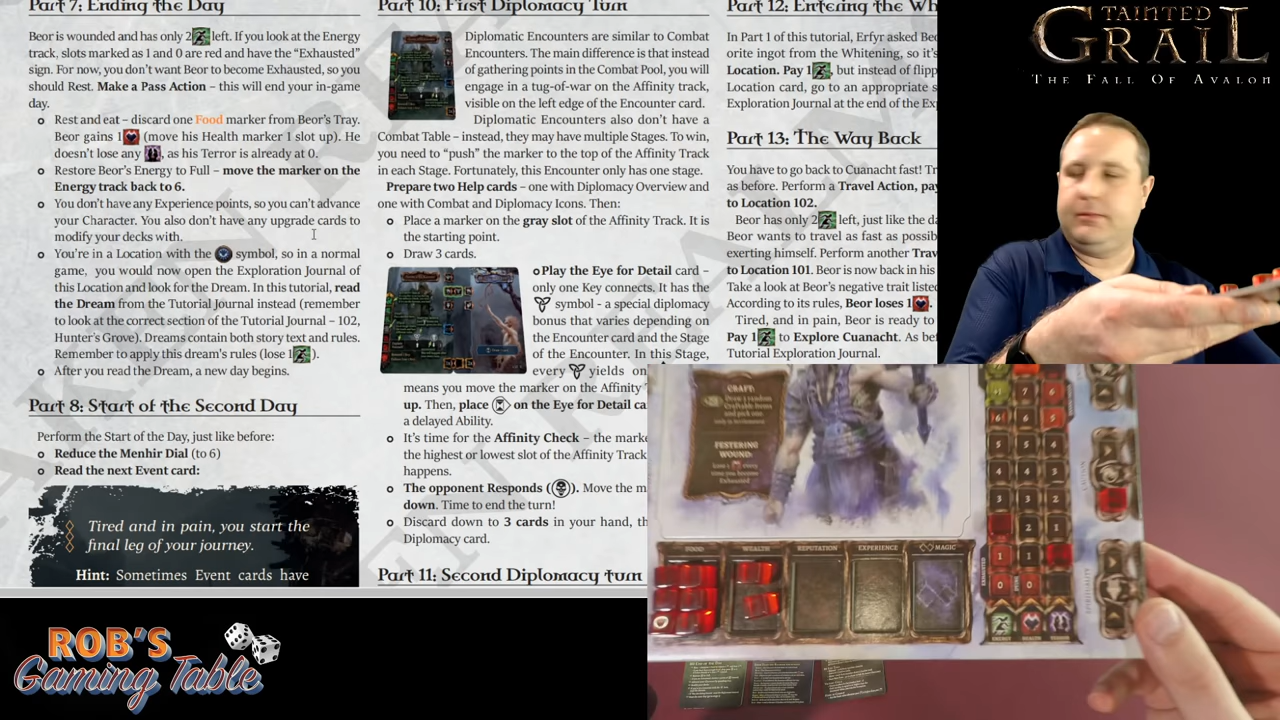 Part 7: Ending the Day
Beor is wounded and has only 2 left. If you look at the Energy
track, slots marked as 1 and 0 are red and have the “Exhausted”
sign. For now, you don’t want Beor to become Exhausted, so you
should Rest. Make a Pass Action – this will end your in-game
day.
Rest and eat – discard one Food marker from Beor’s Tray.
Beor gains 1 (move his Health marker 1 slot up). He
doesn’t lose any , as his Terror is already at 0.
Restore Beor’s Energy to Full – move the marker on the
Energy track back to 6.
You don’t have any Experience points, so you can’t advance
your Character. You also don’t have any upgrade cards to
modify your decks with.
You’re in a Location with the symbol, so in a normal
game, you would now open the Exploration Journal of
this Location and look for the Dream. In this tutorial, read
the Dream from the Tutorial Journal instead (remember
to look at the correct section of the Tutorial Journal – 102,
Hunter’s Grove). Dreams contain both story text and rules.
Remember to apply this dream’s rules (lose 1 ).
After you read the Dream, a new day begins.
Part 8: Start of the Second Day
Perform the Start of the Day, just like before:
Reduce the Menhir Dial (to 6)
Read the next Event card:
Tired and in pain, you start the
final leg of your journey.
Hint: Sometimes Event cards have
Part 10: First Diplomacy Turn
Diplomatic Encounters are similar to Combat
Encounters. The main difference is that instead
of gathering points in the Combat Pool, you will
engage in a tug-of-war on the Affinity track,
visible on the left edge of the Encounter card.
Diplomatic Encounters also don’t have a
Combat Table – instead, they may have multiple Stages. To win,
you need to “push” the marker to the top of the Affinity Track
in each Stage. Fortunately, this Encounter only has one stage.
Prepare two Help cards – one with Diplomacy Overview and
one with Combat and Diplomacy Icons. Then:
Place a marker on the gray slot of the Affinity Track. It is
the starting point.
Draw 3 cards.
Play the Eye for Detail card –
only one Key connects. It has the
symbol - a special diplomacy
bonus that varies depending on
the Encounter card and the Stage
of the Encounter. In this Stage,
every yields on
means you move the marker on the Affinity
up. Then, place on the Eye for Detail ca
a delayed Ability.
It’s time for the Affinity Check – the marke
the highest or lowest slot of the Affinity Track
happens.
The opponent Responds ( ). Move the m
down. Time to end the turn!
Discard down to 3 cards in your hand, th
Diplomacy card.
Part 11: Second Diplomacy turn
Part 12: Entering the Wh
In Part 1 of this tutorial, Erfyr asked Beo
orite ingot from the Awakening, so it’s
Location. Pay 1 , but instead of flipp
Location card, go to an appropriate s
Exploration Journal at the end of the Ex
Part 13: The Way Back
You have to go back to Cuanacht fast! Tr
as before. Perform a Travel Action, pay
to Location 102.
Beor has only 2 left, just like the da
Beor wants to travel as fast as possib
exerting himself. Perform another Trav
to Location 101. Beor is now back in his
Take a look at Beor’s negative trait listed
According to its rules, Beor loses 1 .
Tired, and in pain, Beor is ready to
Pay 1 to Explore Cuanacht. As be
Tutorial Exploration Journal.
TAINTED
GRAIL
THE FALL OF AVALON
CRAFT:
FESTERING
WOUND:
FOOD WEALTH REPUTATION EXPERIENCE MAGIC
7
6 6 5
5 5 4
4 4 3
3 3 2
2 1
1 1
0 0
ENERGY HEALTH TERROR
ROB'S
Gaming Table